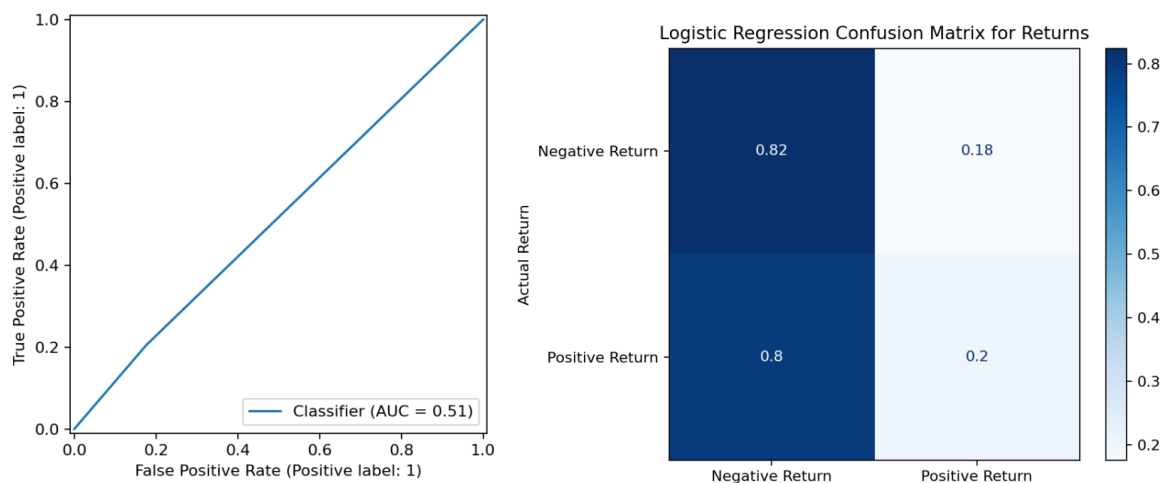 True Positive Rate (Positive label: 1)
1.0
0.8
0.6
0.4
0.2
0.0
0.0 0.2 0.4 0.6 0.8 1.0
False Positive Rate (Positive label: 1)
Classifier (AUC = 0.51)
Logistic Regression Confusion Matrix for Returns
Actual Return
Negative Return
Positive Return
0.82 0.18
0.8 0.2
Negative Return Positive Return
0.8
0.7
0.6
0.5
0.4
0.3
0.2